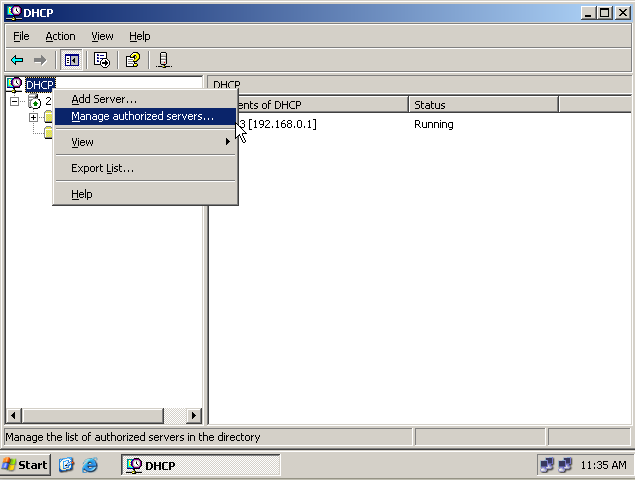 DHCP
File Action View Help
DHCP
DHCP
Add Server...
Manage authorized servers...
View
Export List...
Help
2
ents of DHCP Status
3 [192.168.0.1] Running
Manage the list of authorized servers in the directory
Start DHCP 11:35 AM